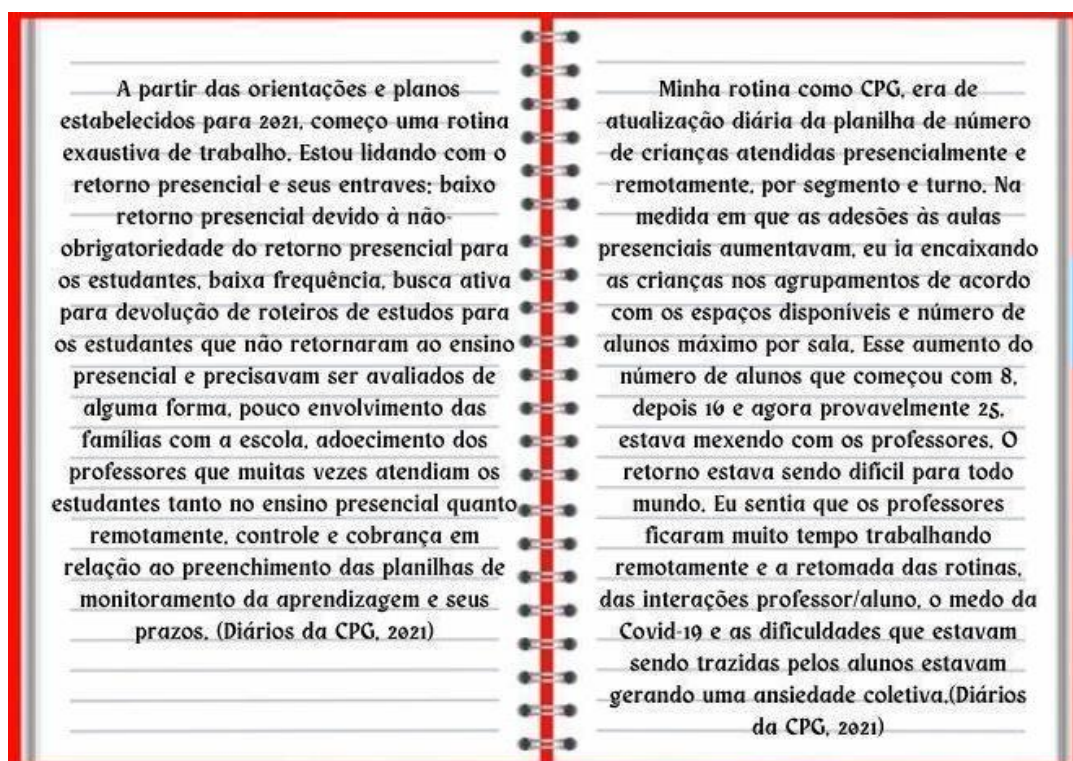 A partir das orientações e planos
estabelecidos para 2021, começo uma rotina
exaustiva de trabalho. Estou lidando com o
retorno presencial e seus entraves: baixo
retorno presencial devido à não-
obrigatoriedade do retorno presencial para
os estudantes, baixa frequência, busca ativa
para devolução de roteiros de estudos para
os estudantes que não retornaram ao ensino
presencial e precisavam ser avaliados de
alguma forma, pouco envolvimento das
famílias com a escola, adoecimento dos
professores que muitas vezes atendiam os
estudantes tanto no ensino presencial quanto
remotamente, controle e cobrança em
relação ao preenchimento das planilhas de
monitoramento da aprendizagem e seus
prazos. (Diários da CPG, 2021)
Minha rotina como CPG, era de
atualização diária da planilha de número
de crianças atendidas presencialmente e
remotamente, por segmento e turno. Na
medida em que as adesões às aulas
presenciais aumentavam, eu ia encaixando
as crianças nos agrupamentos de acordo
com os espaços disponíveis e número de
alunos máximo por sala. Esse aumento do
número de alunos que começou com 8,
depois 16 e agora provavelmente 25,
estava mexendo com os professores. O
retorno estava sendo difícil para todo
mundo. Eu sentia que os professores
ficaram muito tempo trabalhando
remotamente e a retomada das rotinas,
das interações professor/aluno, o medo da
Covid-19 e as dificuldades que estavam
sendo trazidas pelos alunos estavam
gerando uma ansiedade coletiva.(Diários
da CPG, 2021)